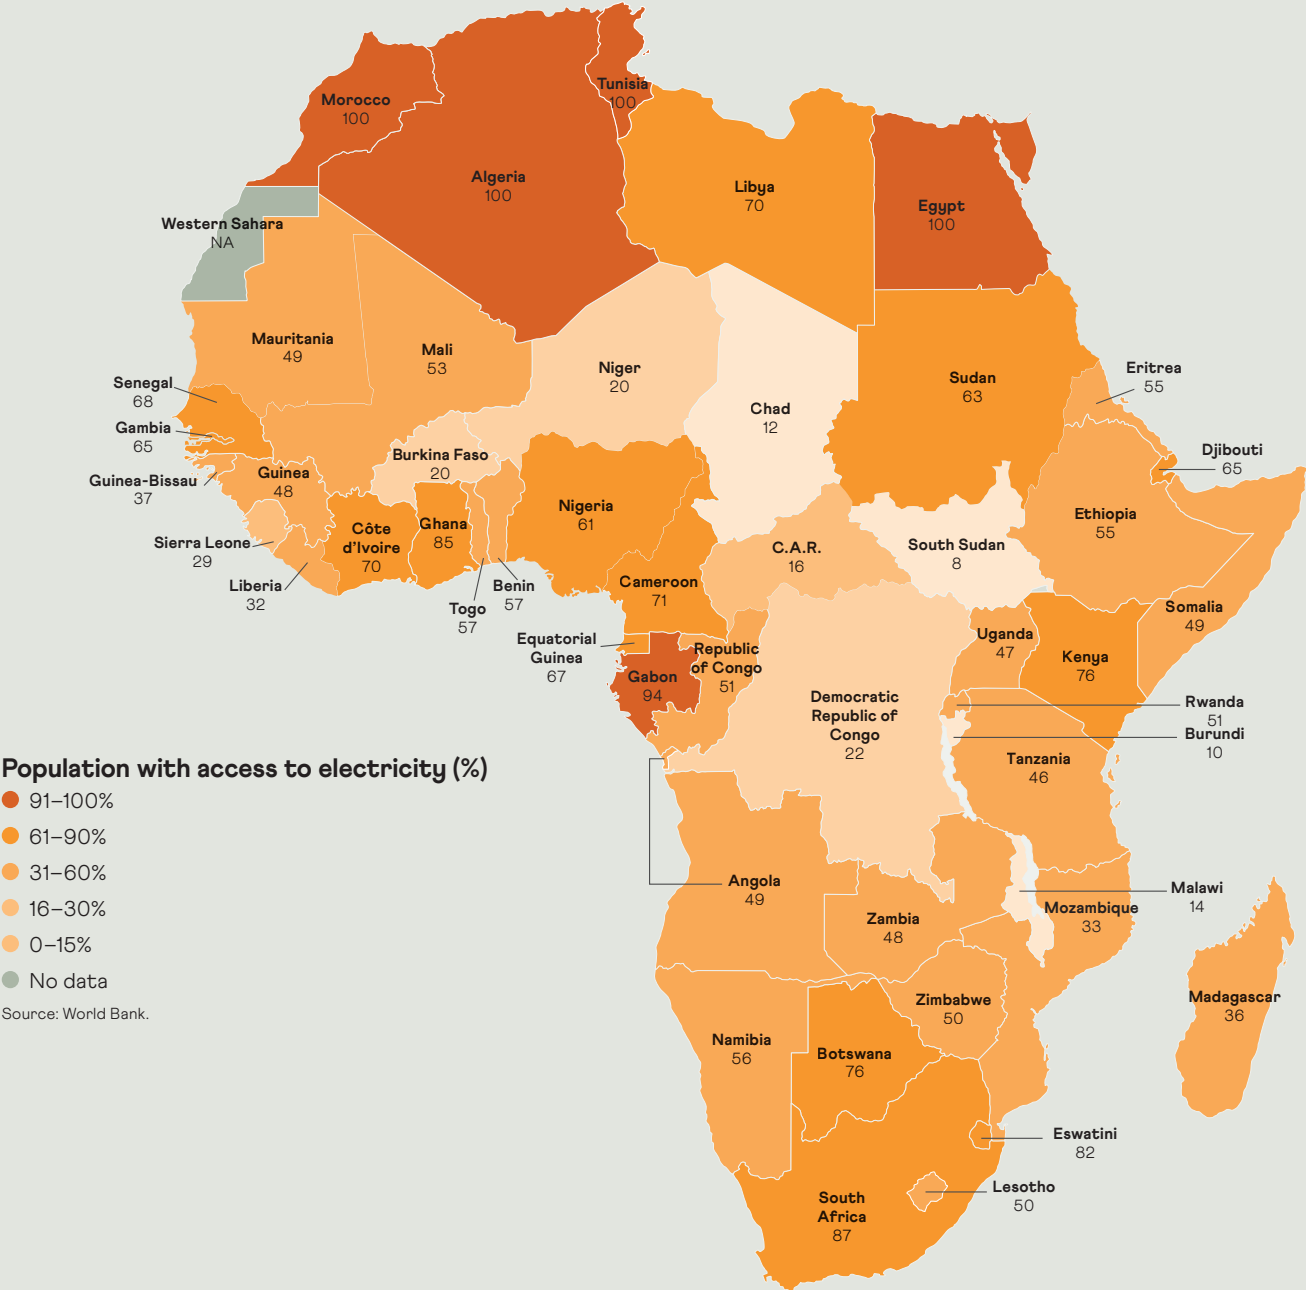 Tunisia
100
Morocco
100
Algeria
100
Libya
70
Egypt
100
Western Sahara
NA
Mauritania
49
Mali
53
Niger
20
Chad
12
Sudan
63
Eritrea
55
Senegal
68
Gambia
65
Guinea-Bissau
37
Guinea
48
Sierra Leone
29
Liberia
32
Burkina Faso
20
Côte
d’Ivoire
70
Ghana
85
Togo
57
Benin
57
Nigeria
61
Cameroon
71
Djibouti
65
Ethiopia
55
South Sudan
8
C.A.R.
16
Somalia
49
Uganda
47
Kenya
76
Equatorial
Guinea
67
Gabon
94
Republic
of Congo
51
Democratic
Republic of
Congo
22
Rwanda
51
Burundi
10
Tanzania
46
Population with access to electricity (%)
91–100%
61–90%
31–60%
16–30%
0–15%
No data
Source: World Bank.
Angola
49
Zambia
48
Malawi
14
Mozambique
33
Madagascar
36
Zimbabwe
50
Namibia
56
Botswana
76
Eswatini
82
Lesotho
50
South
Africa
87